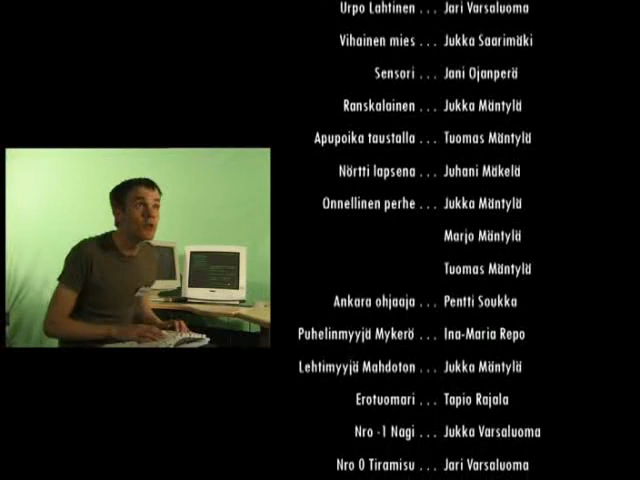 Urpo Lahtinen . . . Jari Varsaluoma
Vihainen mies . . . Jukka Saarimäki
Sensori . . . Jani Ojanperä
Ranskalainen . . . Jukka Mäntylä
Apupoika taustalla . . . Tuomas Mäntylä
Nörtti lapsena . . . Juhani Mäkelä
Onnellinen perhe . . . Jukka Mäntylä
Marjo Mäntylä
Tuomas Mäntylä
Ankara ohjaaja . . . Pentti Soukka
Puhelinmyyjä Mykerö . . . Ina-Maria Repo
Lehtimyyjä Mahdoton . . . Jukka Mäntylä
Erotuomari . . . Tapio Rajala
Nro -1 Nagi . . . Jukka Varsaluoma
Nro 0 Tiramisu . . . Jari Varsaluoma